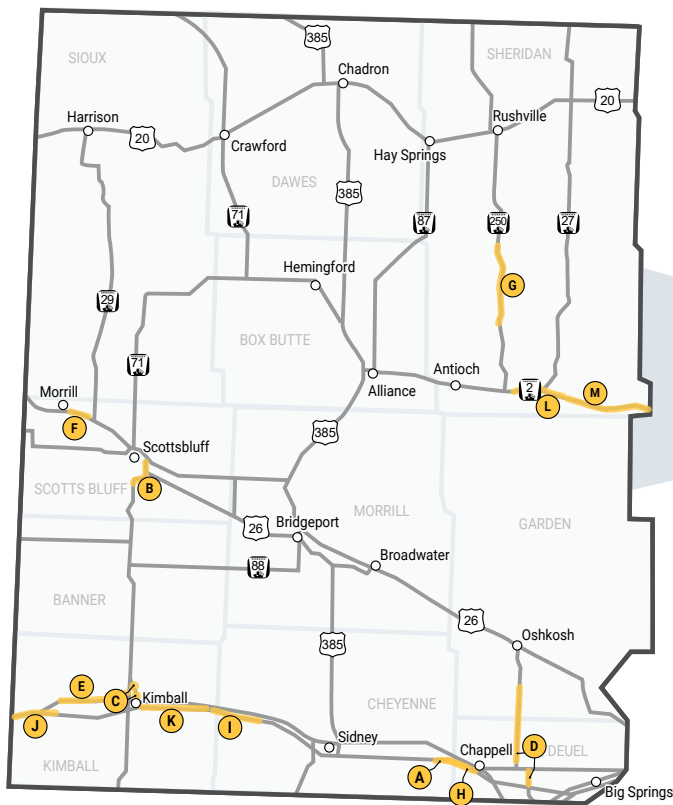 385
SIOUX
SHERIDAN
Chadron
20
Harrison
Rushville
20
Crawford
Hay Springs
DAWES
385
71
87
250
27
Hemingford
G
29
BOX BUTTE
71
Antioch
Alliance
2
M
Morrill
L
F
385
Scottsbluff
SCOTTS BLUFF
B
MORRILL
GARDEN
26
Bridgeport
Broadwater
88
BANNER
26
Oshkosh
385
E
C
Kimball
CHEYENNE
J
K
I
Sidney
Chappell
D
DEUEL
KIMBALL
A
H
Big Springs